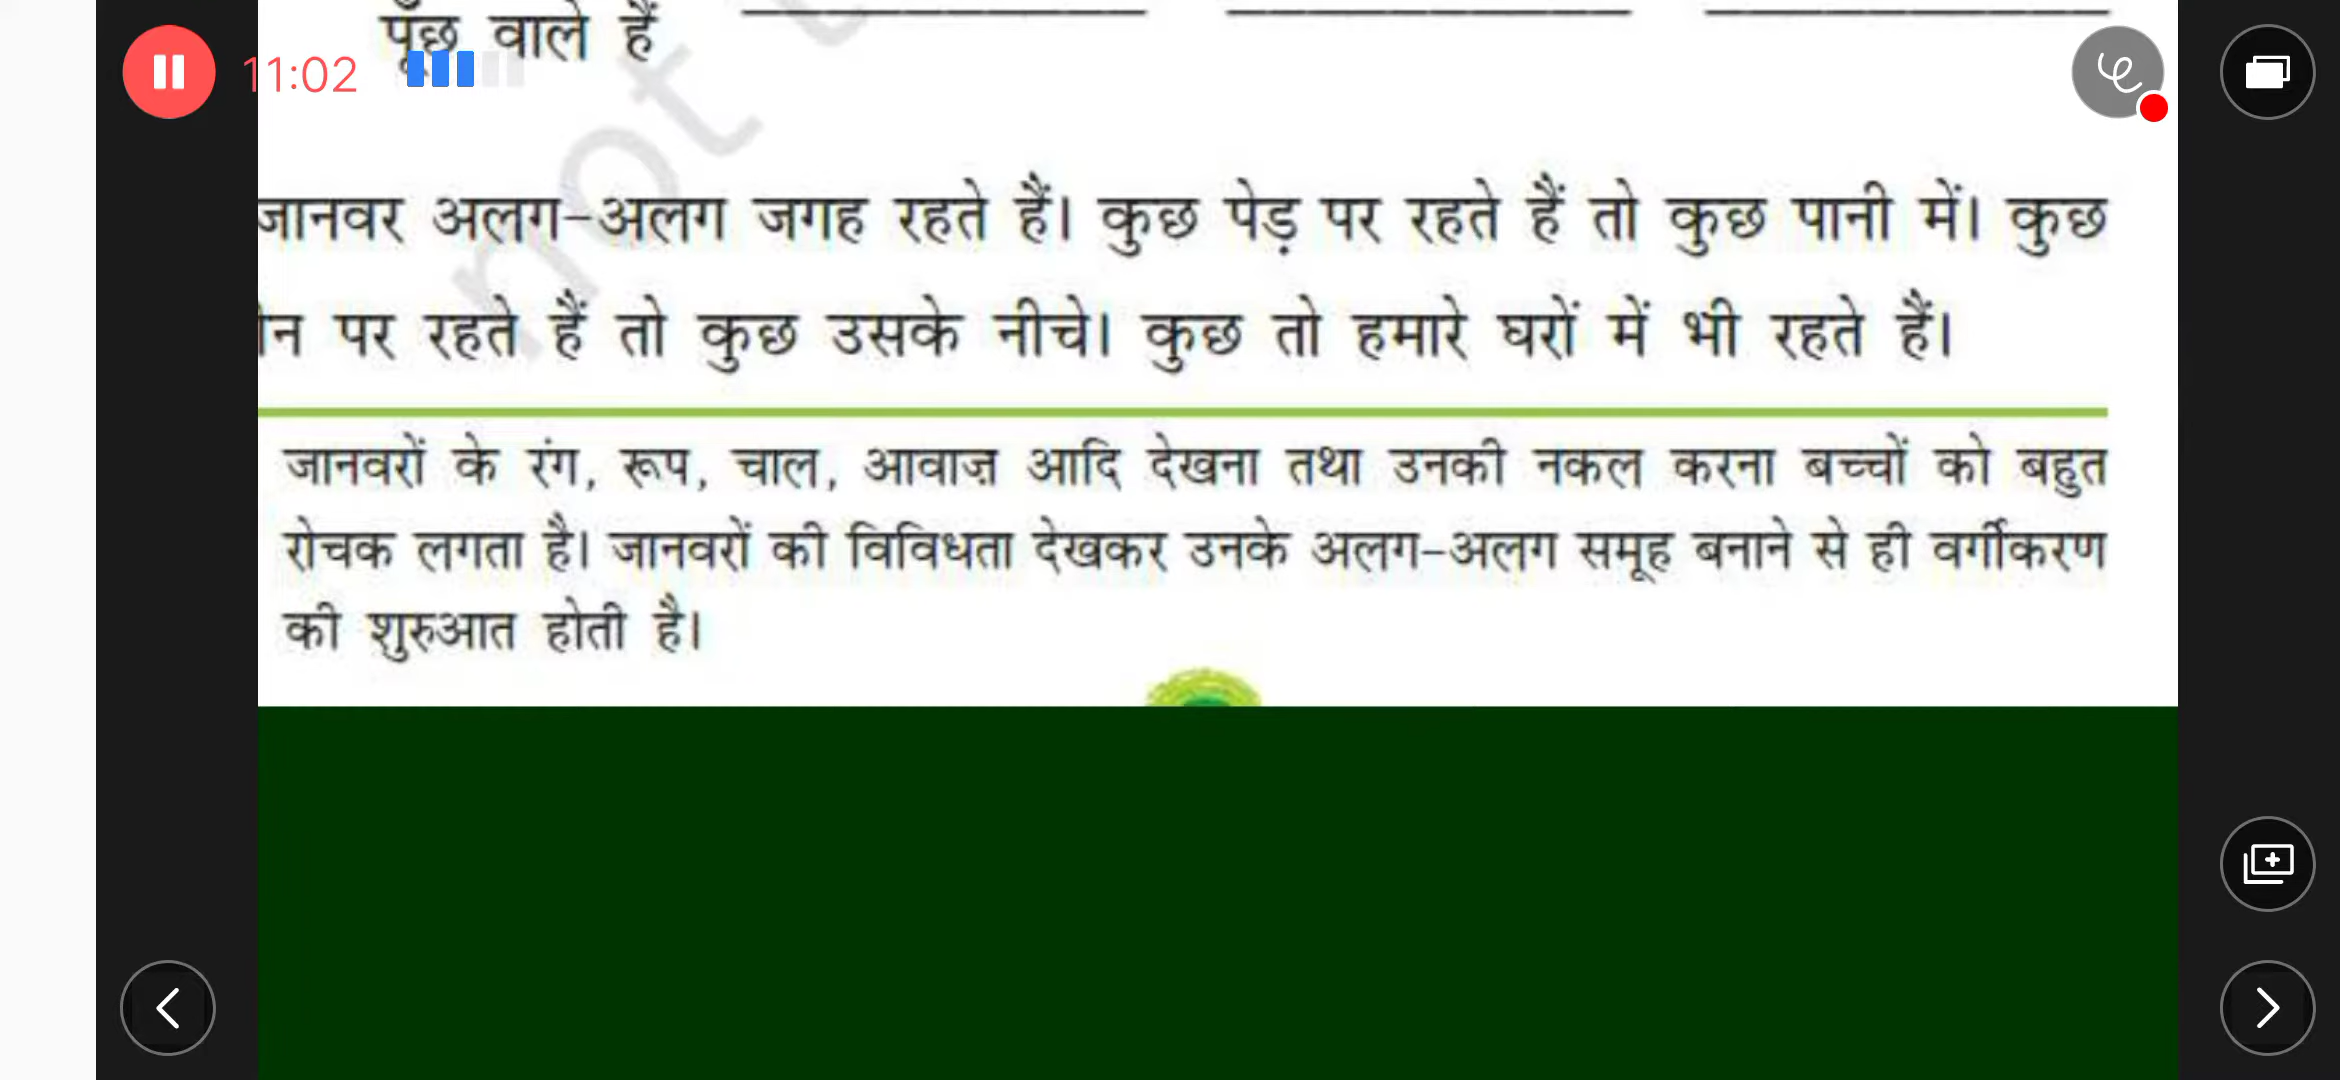 पूँछ वाले हैं
11:02
not
जानवर अलग-अलग जगह रहते हैं। कुछ पेड़ पर रहते हैं तो कुछ पानी में। कुछ
न पर रहते हैं तो कुछ उसके नीचे। कुछ तो हमारे घरों में भी रहते हैं।
जानवरों के रंग, रूप, चाल, आवाज़ आदि देखना तथा उनकी नकल करना बच्चों को बहुत
रोचक लगता है। जानवरों की विविधता देखकर उनके अलग-अलग समूह बनाने से ही वर्गीकरण
की शुरुआत होती है।